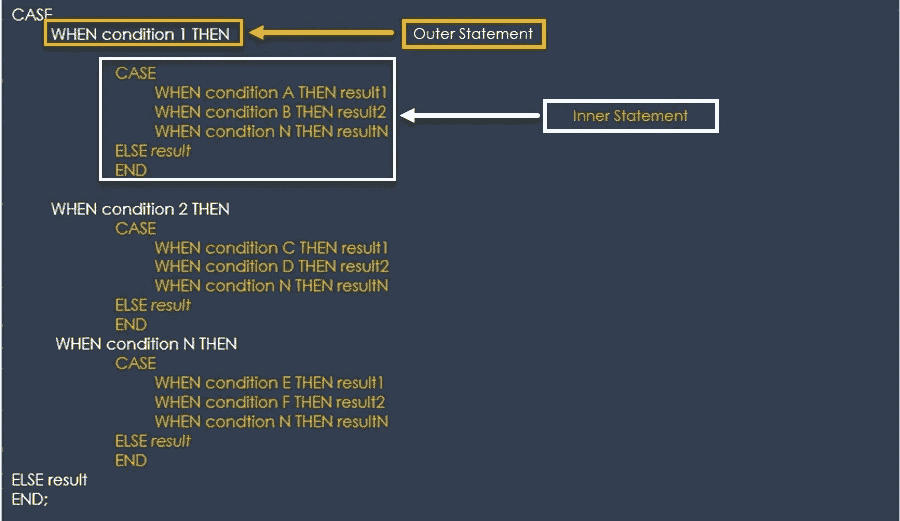 CASE
WHEN condition 1 THEN
Outer Statement
CASE
WHEN condition A THEN result1
WHEN condition B THEN result2
WHEN condtion N THEN resultN
ELSE result
END
Inner Statement
WHEN condition 2 THEN
CASE
WHEN condition C THEN result1
WHEN condition D THEN result2
WHEN condtion N THEN resultN
ELSE result
END
WHEN condition N THEN
CASE
WHEN condition E THEN result1
WHEN condition F THEN result2
WHEN condtion N THEN resultN
ELSE result
END
ELSE result
END;